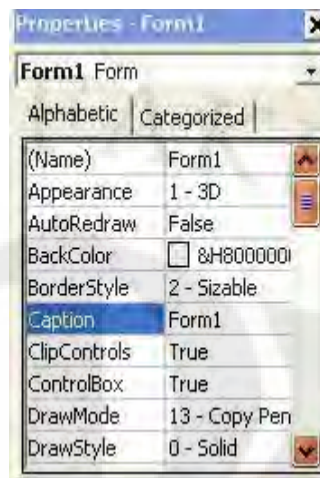 Properties - Form1
Form1 Form
Alphabetic Categorized
(Name) Form1
Appearance 1 - 3D
AutoRedraw False
BackColor &H8000000
BorderStyle 2 - Sizable
Caption Form1
ClipControls True
ControlBox True
DrawMode 13 - Copy Pen
DrawStyle 0 - Solid